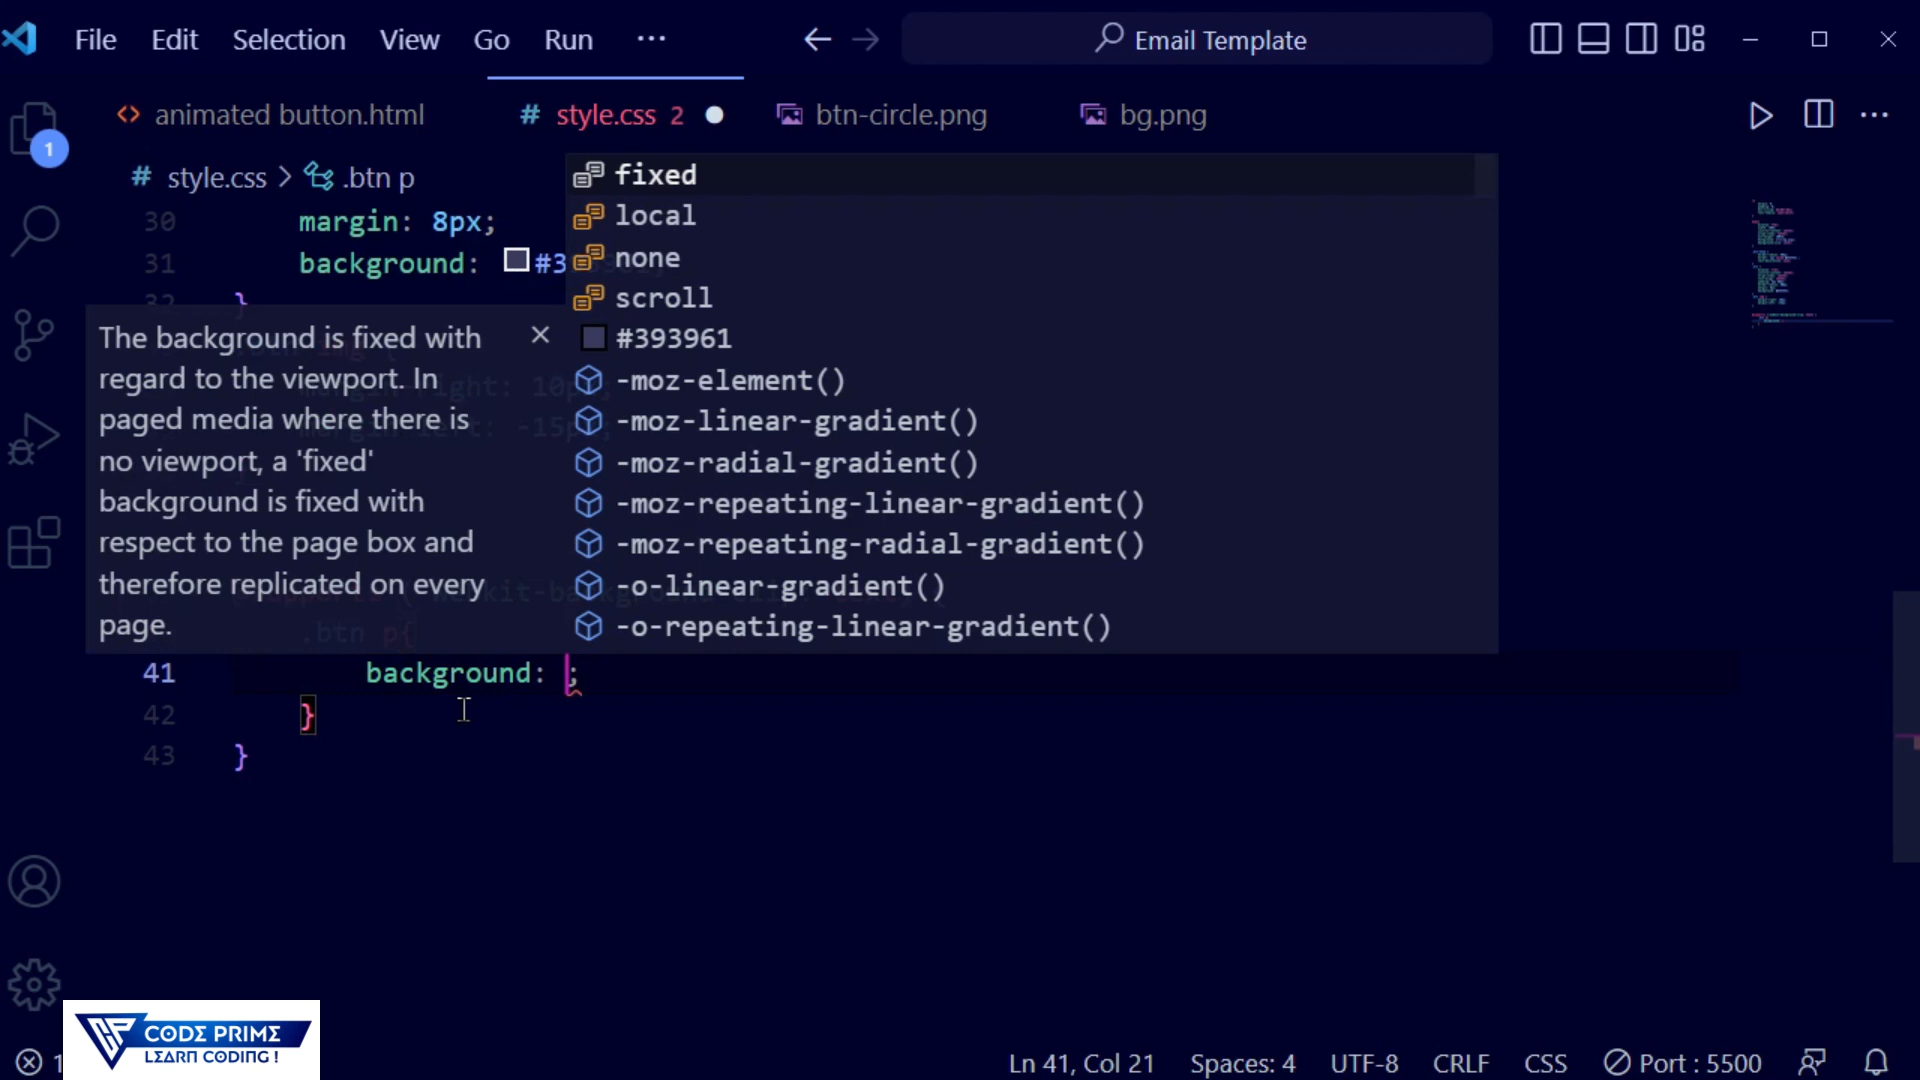 File Edit Selection View Go Run ··· Email Template
animated button.html # style.css 2 btn-circle.png bg.png
1
# style.css > .btn p
30 margin: 8px;
31 background: #3
32 }
The background is fixed with
regard to the viewport. In
paged media where there is
no viewport, a 'fixed'
background is fixed with
respect to the page box and
therefore replicated on every
page.
fixed
local
none
scroll
#393961
-moz-element()
-moz-linear-gradient()
-moz-radial-gradient()
-moz-repeating-linear-gradient()
-moz-repeating-radial-gradient()
-o-linear-gradient()
-o-repeating-linear-gradient()
.btn p{
41 background: ;
42 }
43 }
CODE PRIME
LEARN CODING !
1 Ln 41, Col 21 Spaces: 4 UTF-8 CRLF CSS Port : 5500